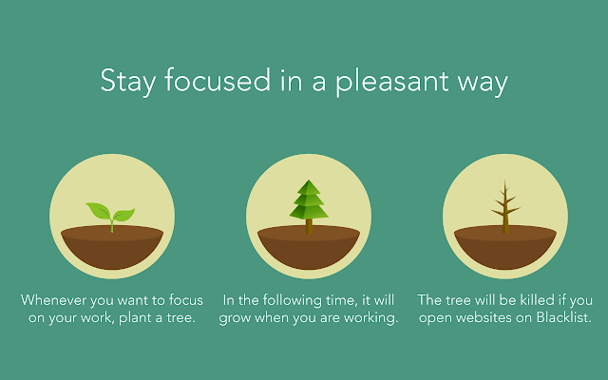 Stay focused in a pleasant way
Whenever you want to focus
on your work, plant a tree.
In the following time, it will
grow when you are working.
The tree will be killed if you
open websites on Blacklist.